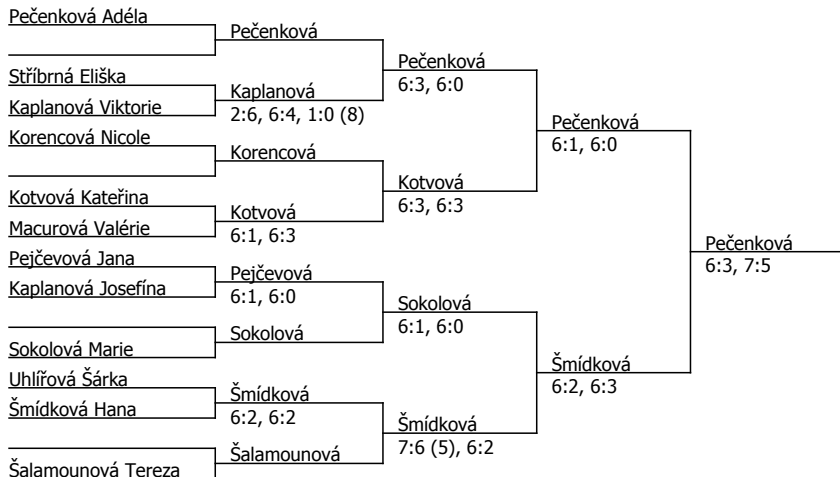 Pečenková Adéla
Pečenková
Pečenková
6:3, 6:0
Stříbrná Eliška
Kaplanová
2:6, 6:4, 1:0 (8)
Kaplanová Viktorie
Pečenková
6:1, 6:0
Korencová Nicole
Korencová
Kotvová
6:3, 6:3
Kotvová Kateřina
Kotvová
6:1, 6:3
Macurová Valérie
Pečenková
6:3, 7:5
Pejčevová Jana
Pejčevová
6:1, 6:0
Kaplanová Josefína
Sokolová
6:1, 6:0
Sokolová
Sokolová Marie
Šmídková
6:2, 6:3
Uhlířová Šárka
Šmídková
6:2, 6:2
Šmídková Hana
Šmídková
7:6 (5), 6:2
Šalamounová
Šalamounová Tereza